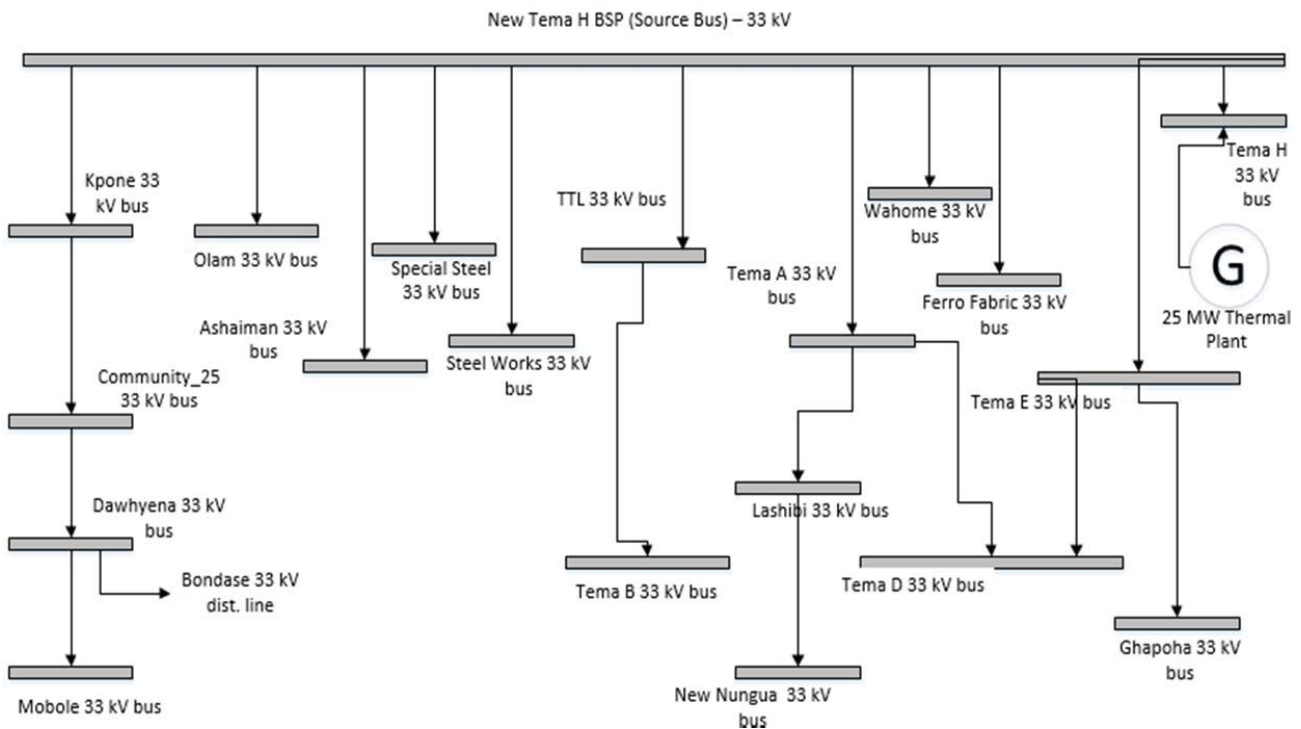 New Tema H BSP (Source Bus) – 33 kV
Kpone 33
kV bus
Olam 33 kV bus
Ashaiman 33 kV
bus
Special Steel
33 kV bus
Steel Works 33 kV
bus
TTL 33 kV bus
Tema A 33 kV
bus
Wahome 33 kV
bus
Ferro Fabric 33 kV
bus
Tema H
33 kV
bus
G
25 MW Thermal
Plant
Community_25
33 kV bus
Tema E 33 kV bus
Dawhyena 33 kV
bus
Lashibi 33 kV bus
Bondase 33 kV
dist. line
Tema B 33 kV bus
Tema D 33 kV bus
Ghapoha 33 kV
bus
Mobole 33 kV bus
New Nungua 33 kV
bus